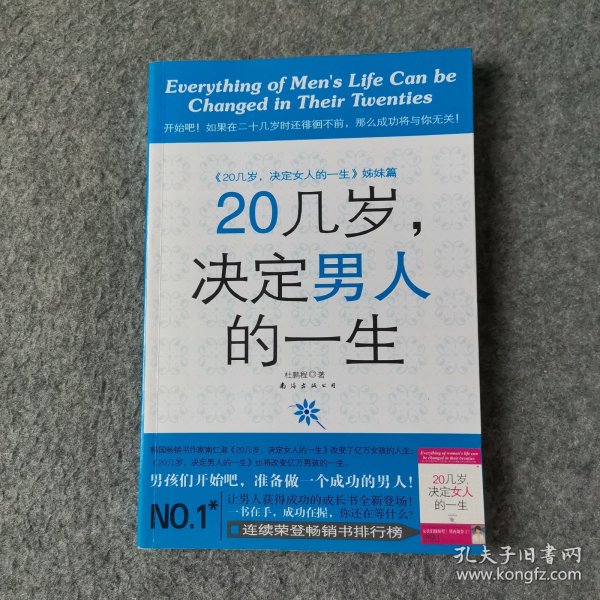 Everything of Men's Life Can be
Changed in Their Twenties
开始吧！如果在二十几岁时还徘徊不前，那么成功将与你无关！
《20几岁，决定女人的一生》姊妹篇
20几岁，
决定男人
的一生
杜鹏程◎著
南海出版公司
韩国畅销书作家南仁淑《20几岁，决定女人的一生》改变了亿万女孩的人生；
《20几岁，决定男人的一生》也将改变亿万男孩的一生。
男孩们开始吧，准备做一个成功的男人！
NO.1*
让男人获得成功的成长书全新登场！
一书在手，成功在握，你还在等什么？
连续荣登畅销书排行榜
Everything of women's life can
be changed in their twenties
20几岁，
决定女人
的一生
孔夫子旧书网
www.kongfz.com